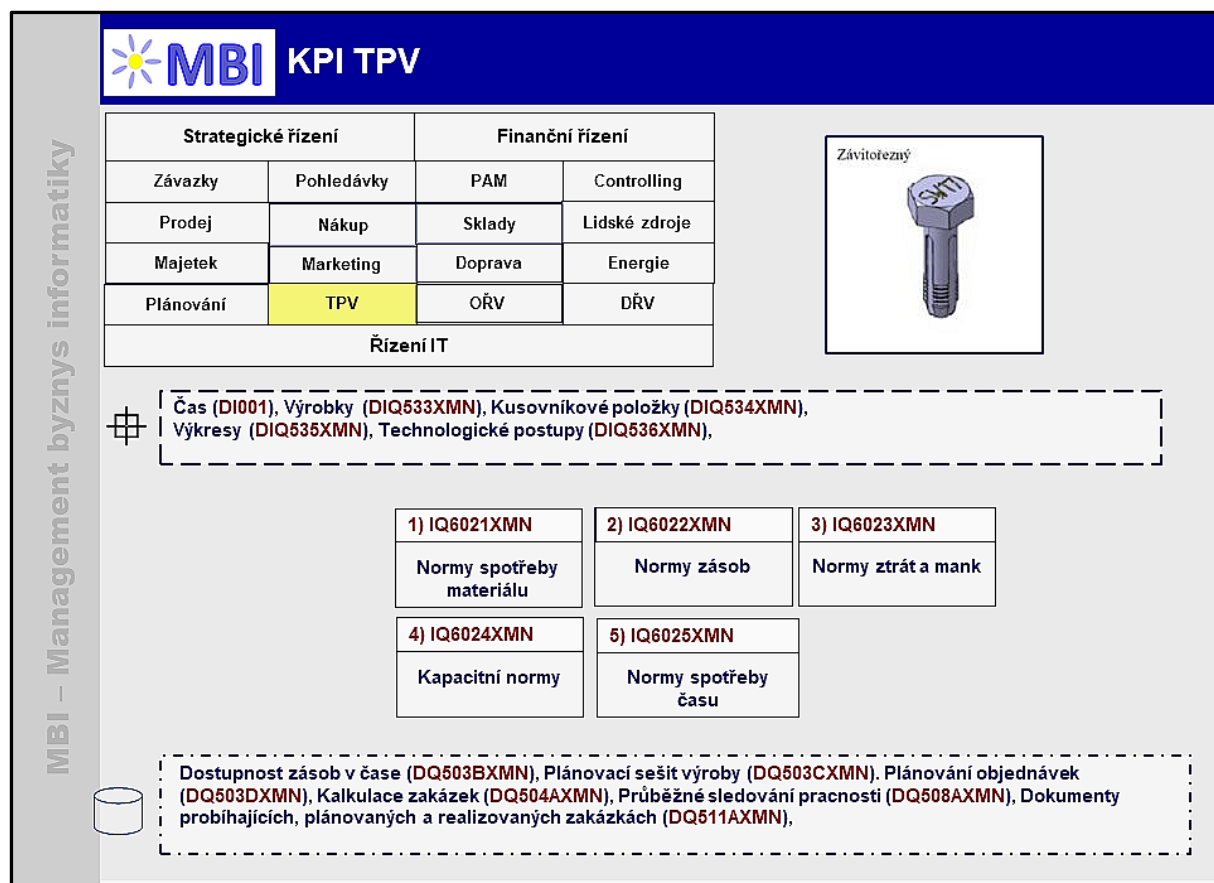 MBI KPI TPV
MBI – Management byznys informatiky
Strategické řízení Finanční řízení
Závazky Pohledávky PAM Controlling
Prodej Nákup Sklady Lidské zdroje
Majetek Marketing Doprava Energie
Plánování TPV OŘV DŘV
Řízení IT
Závitořezný
SW17
Čas (DI001), Výrobky (DIQ533XMN), Kusovníkové položky (DIQ534XMN),
Výkresy (DIQ535XMN), Technologické postupy (DIQ536XMN),
1) IQ6021XMN
Normy spotřeby
materiálu
2) IQ6022XMN
Normy zásob
3) IQ6023XMN
Normy ztrát a mank
4) IQ6024XMN
Kapacitní normy
5) IQ6025XMN
Normy spotřeby
času
Dostupnost zásob v čase (DQ503BXMN), Plánovací sešit výroby (DQ503CXMN). Plánování objednávek
(DQ503DXMN), Kalkulace zakázek (DQ504AXMN), Průběžné sledování pracnosti (DQ508AXMN), Dokumenty
probíhajících, plánovaných a realizovaných zakázkách (DQ511AXMN),